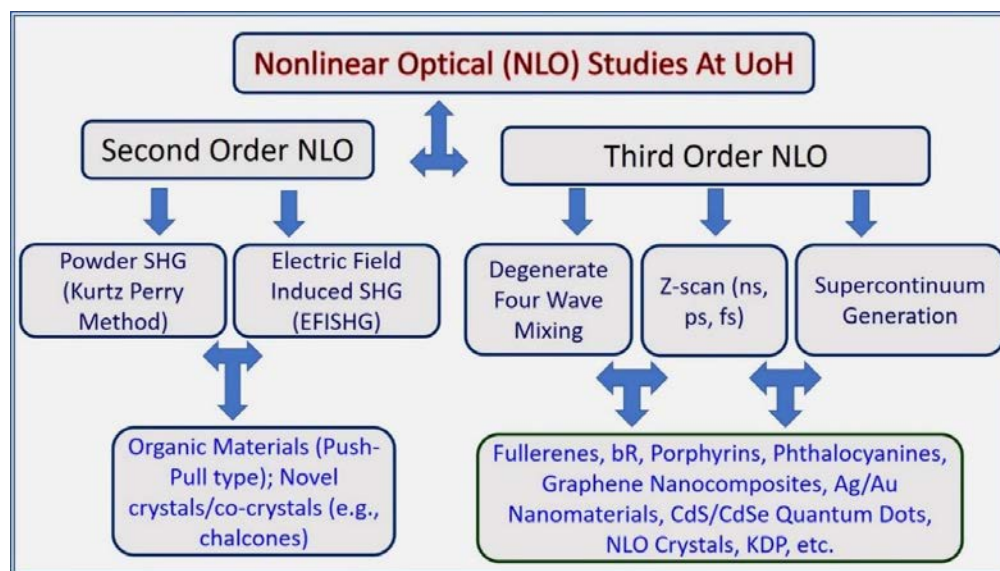 Nonlinear Optical (NLO) Studies At UoH
Second Order NLO
Third Order NLO
Powder SHG
(Kurtz Perry
Method)
Electric Field
Induced SHG
(EFISHG)
Degenerate
Four Wave
Mixing
Z-scan (ns,
ps, fs)
Supercontinuum
Generation
Organic Materials (Push-
Pull type); Novel
crystals/co-crystals (e.g.,
chalcones)
Fullerenes, bR, Porphyrins, Phthalocyanines,
Graphene Nanocomposites, Ag/Au
Nanomaterials, CdS/CdSe Quantum Dots,
NLO Crystals, KDP, etc.